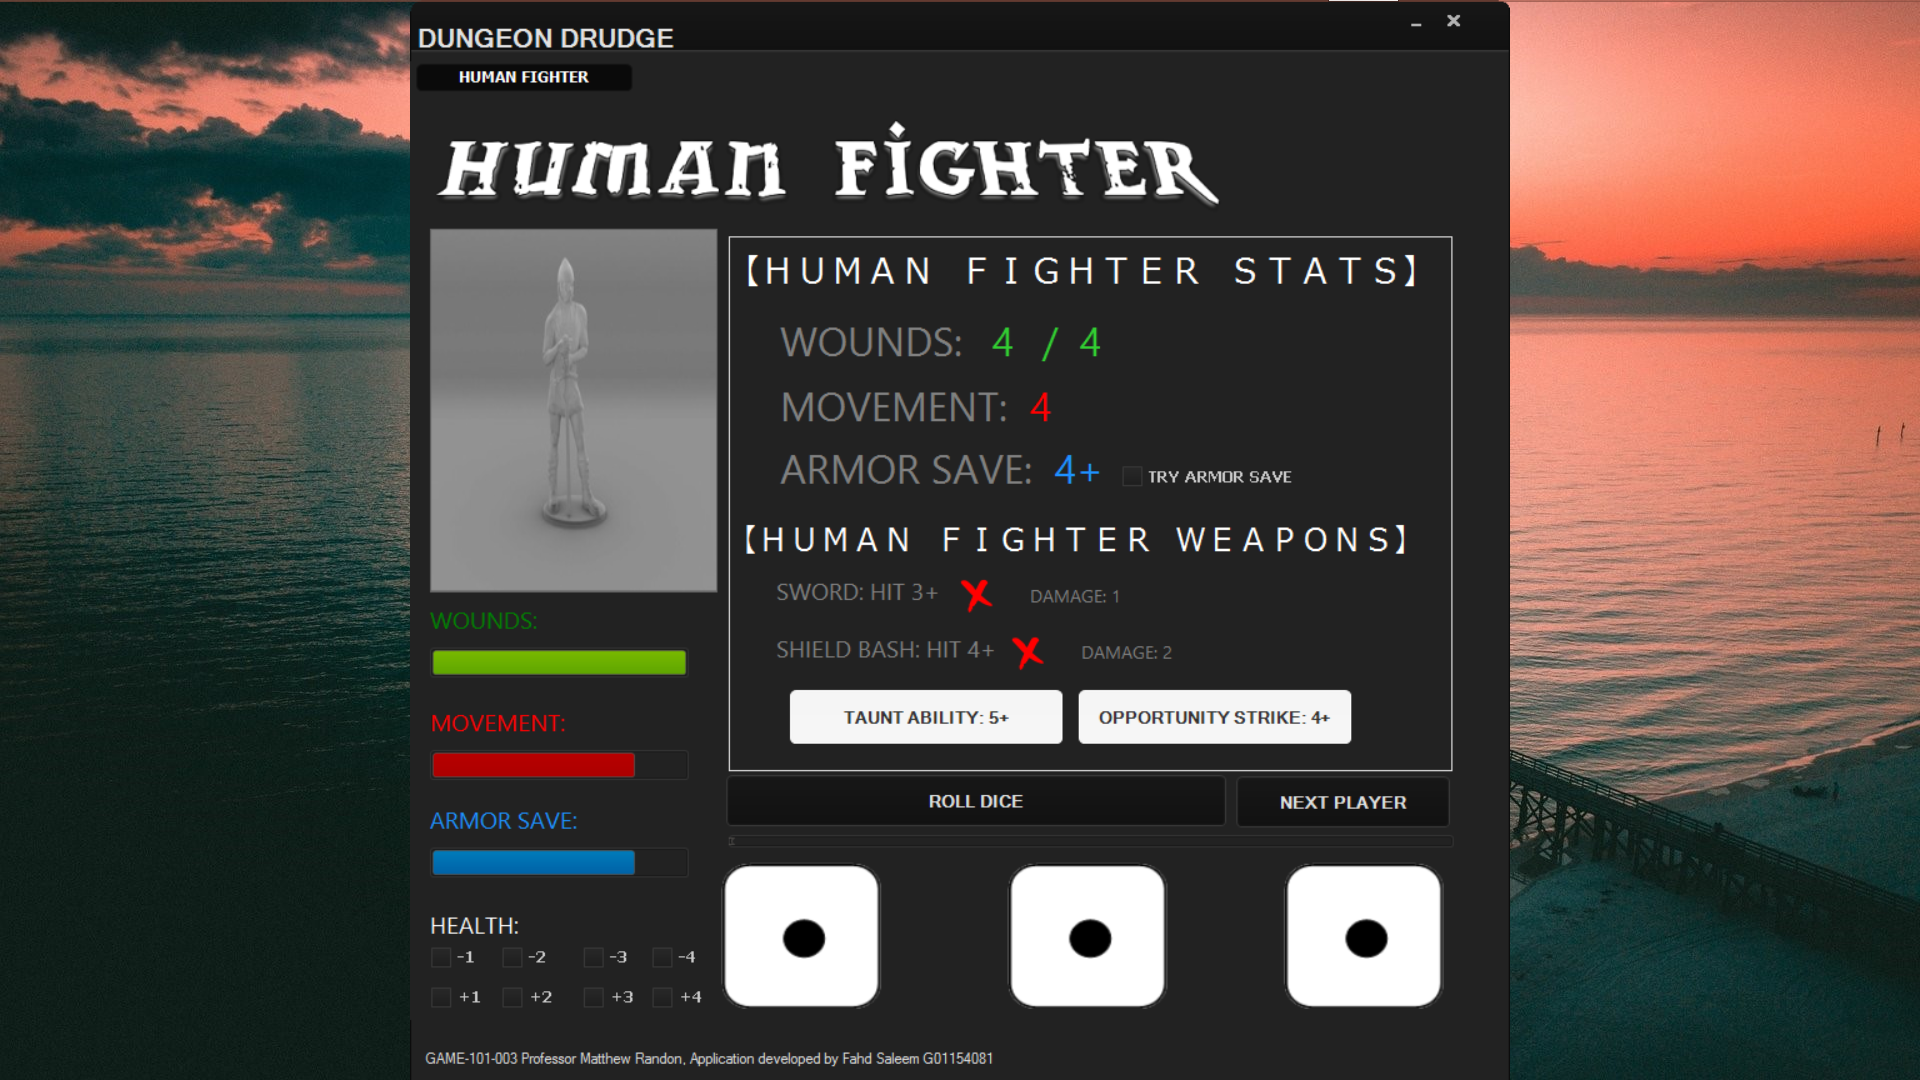 DUNGEON DRUDGE
HUMAN FIGHTER
HUMAN FIGHTER
【HUMAN FIGHTER STATS】
WOUNDS: 4 / 4
MOVEMENT: 4
ARMOR SAVE: 4+ TRY ARMOR SAVE
【HUMAN FIGHTER WEAPONS】
SWORD: HIT 3+ DAMAGE: 1
SHIELD BASH: HIT 4+ DAMAGE: 2
TAUNT ABILITY: 5+ OPPORTUNITY STRIKE: 4+
ROLL DICE NEXT PLAYER
WOUNDS:
MOVEMENT:
ARMOR SAVE:
HEALTH:
-1 -2 -3 -4
+1 +2 +3 +4
GAME-101-003 Professor Matthew Randon, Application developed by Fahd Saleem G01154081